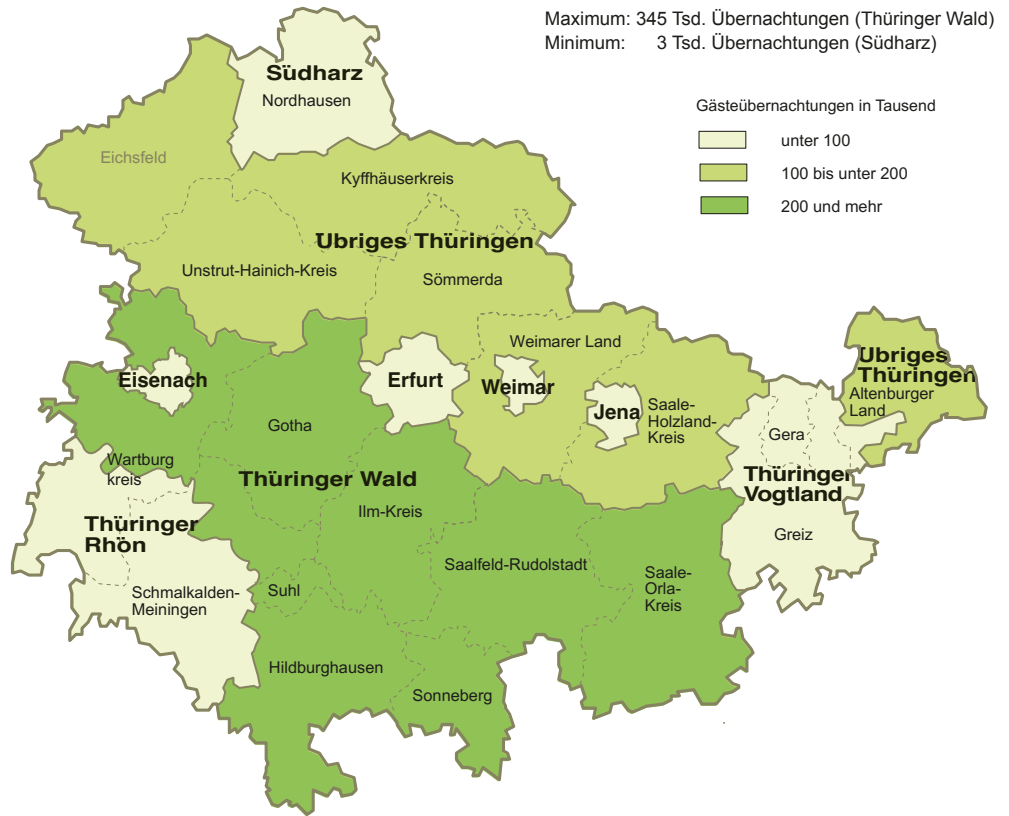 Maximum: 345 Tsd. Übernachtungen (Thüringer Wald)
Minimum: 3 Tsd. Übernachtungen (Südharz)
Gästeübernachtungen in Tausend
unter 100
100 bis unter 200
200 und mehr
Südharz
Nordhausen
Eichsfeld
Kyffhäuserkreis
Übriges Thüringen
Unstrut-Hainich-Kreis
Sömmerda
Weimarer Land
Eisenach
Erfurt
Weimar
Jena
Saale-
Holzland-
Kreis
Übriges
Thüringen
Altenburger
Land
Gotha
Gera
Wartburg
kreis
Thüringer Wald
Ilm-Kreis
Thüringer
Vogtland
Greiz
Thüringer
Rhön
Schmalkalden-
Meiningen
Suhl
Saalfeld-Rudolstadt
Saale-
Orla-
Kreis
Hildburghausen
Sonneberg